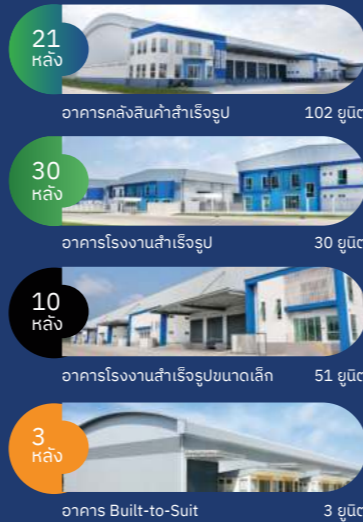 21
หลัง
อาคารคลังสินค้าสำเร็จรูป 102 ยูนิต
30
หลัง
อาคารโรงงานสำเร็จรูป 30 ยูนิต
10
หลัง
อาคารโรงงานสำเร็จรูปขนาดเล็ก 51 ยูนิต
3
หลัง
อาคาร Built-to-Suit 3 ยูนิต